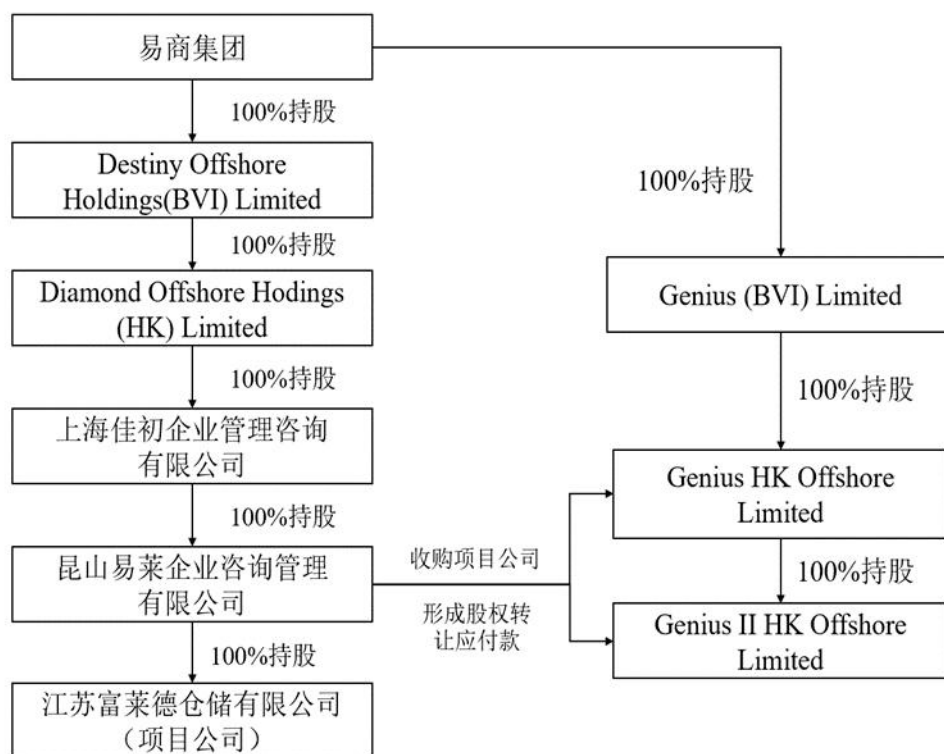 易商集团
100%持股
Destiny Offshore
Holdings(BVI) Limited
100%持股
Diamond Offshore Hodings
(HK) Limited
100%持股
上海佳初企业管理咨询
有限公司
100%持股
昆山易莱企业咨询管理
有限公司
100%持股
江苏富莱德仓储有限公司
（项目公司）
收购项目公司
形成股权转
让应付款
100%持股
Genius (BVI) Limited
100%持股
Genius HK Offshore
Limited
100%持股
Genius II HK Offshore
Limited